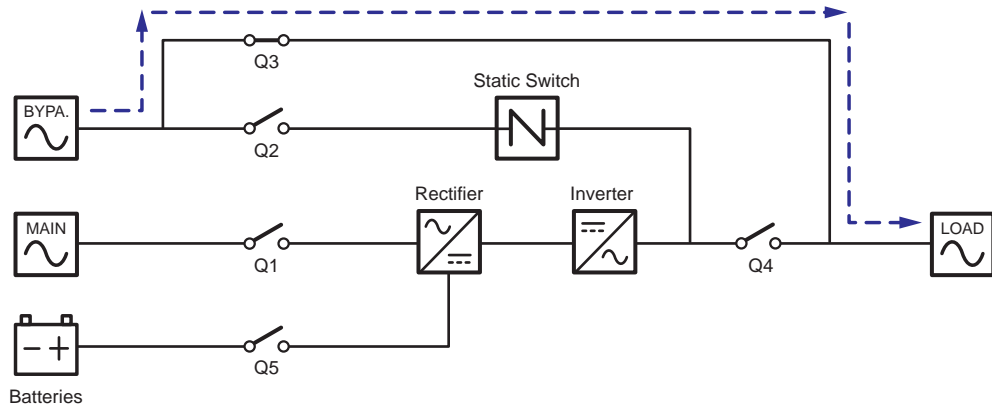 Q3
Static Switch
BYPA.
Q2
Rectifier
Inverter
MAIN
LOAD
Q1
Q4
Q5
Batteries